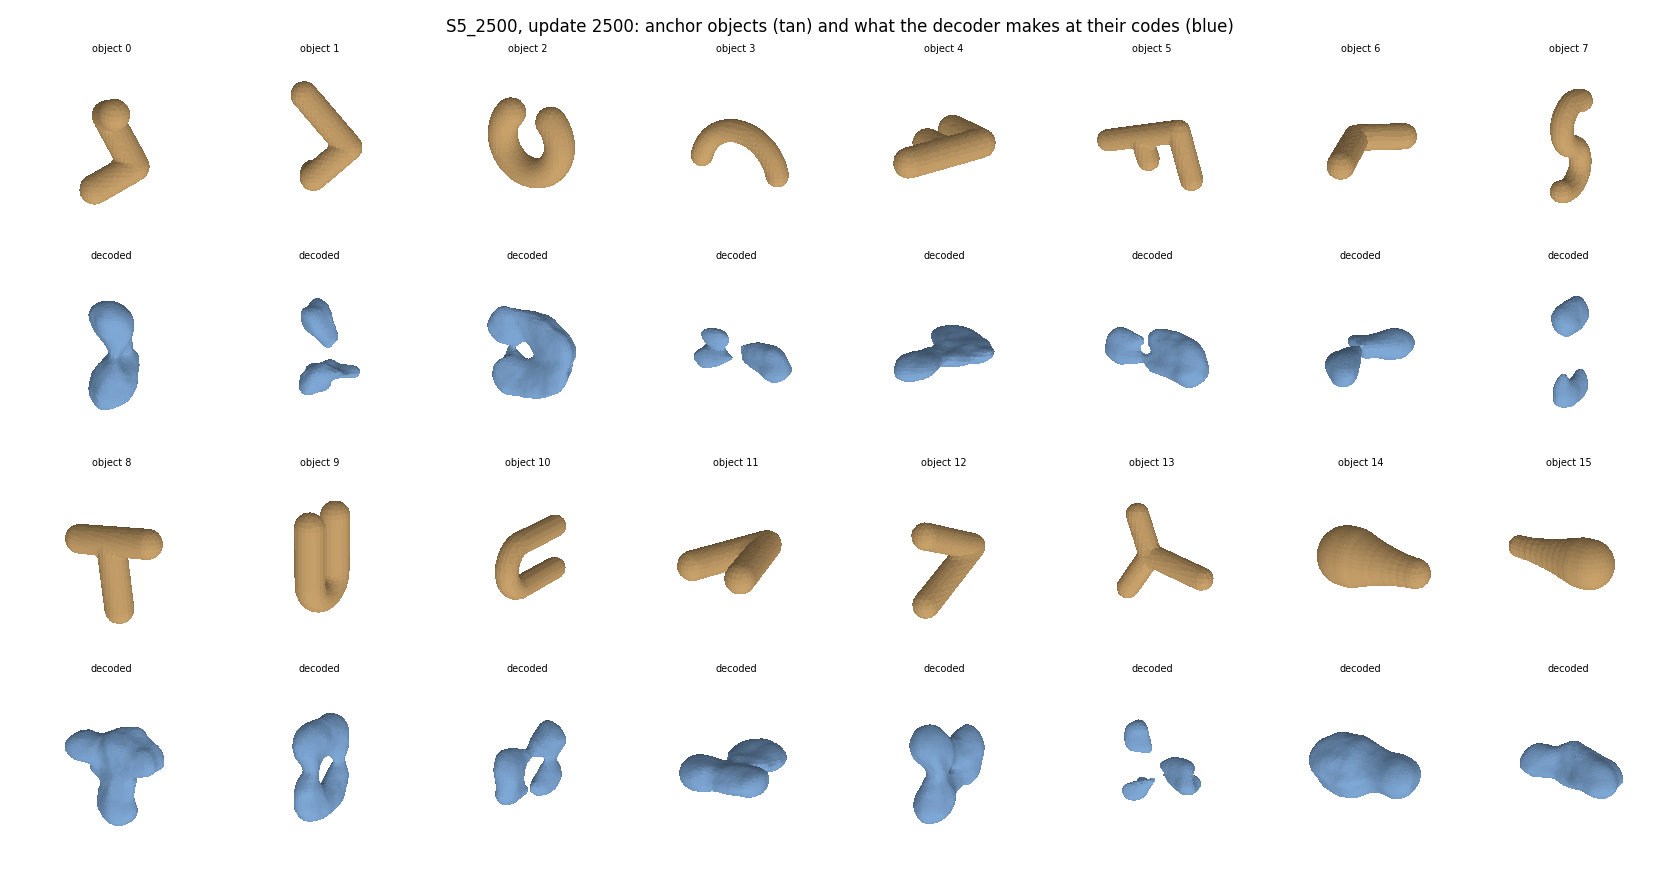 S5_2500, update 2500: anchor objects (tan) and what the decoder makes at their codes (blue)
object 0 object 1 object 2 object 3 object 4 object 5 object 6 object 7
decoded decoded decoded decoded decoded decoded decoded decoded
object 8 object 9 object 10 object 11 object 12 object 13 object 14 object 15
decoded decoded decoded decoded decoded decoded decoded decoded